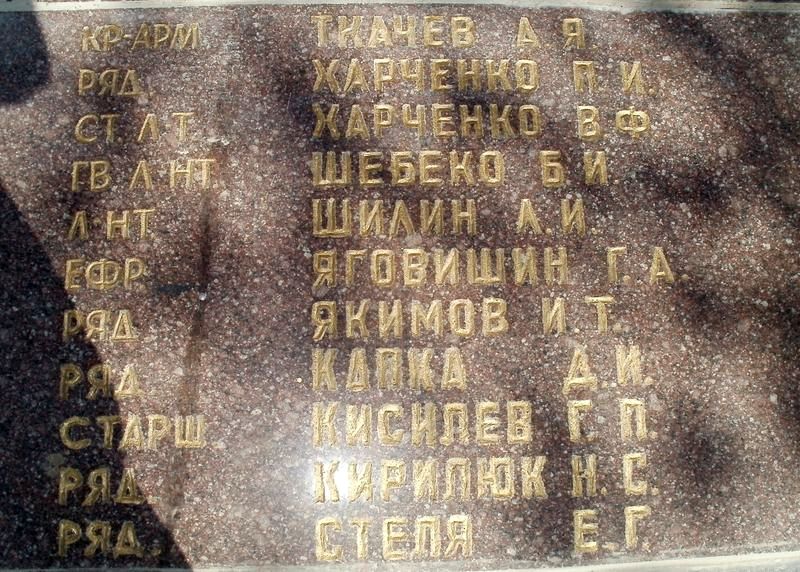 КР-АРМ ТКАЧЕВ Д. Я.
РЯД. ХАРЧЕНКО П. И.
СТ. Л-Т. ХАРЧЕНКО В. Ф.
ГВ. Л-НТ ШЕБЕКО Б. И
Л-НТ ШИЛИН А. И.
ЕФР ЯГОВИШИН Г. А.
РЯД. ЯКИМОВ И. Т.
РЯД. КАПКА Д. И.
СТАРШ КИСИЛЕВ Г. П.
РЯД. КИРИЛЮК Н. С.
РЯД. СТЕЛЯ Е. Г.